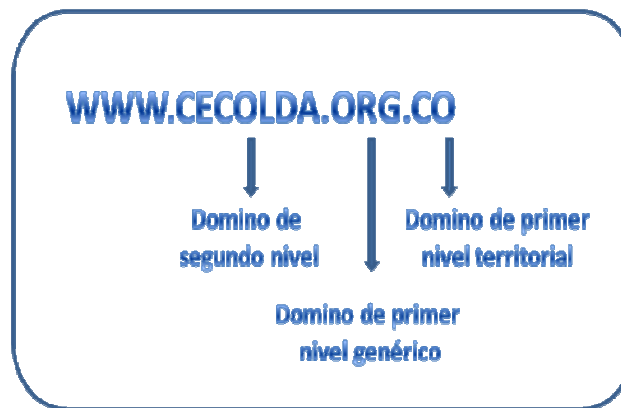 WWW.CECOLDA.ORG.CO
Domino de
segundo nivel
Domino de primer
nivel territorial
Domino de primer
nivel genérico